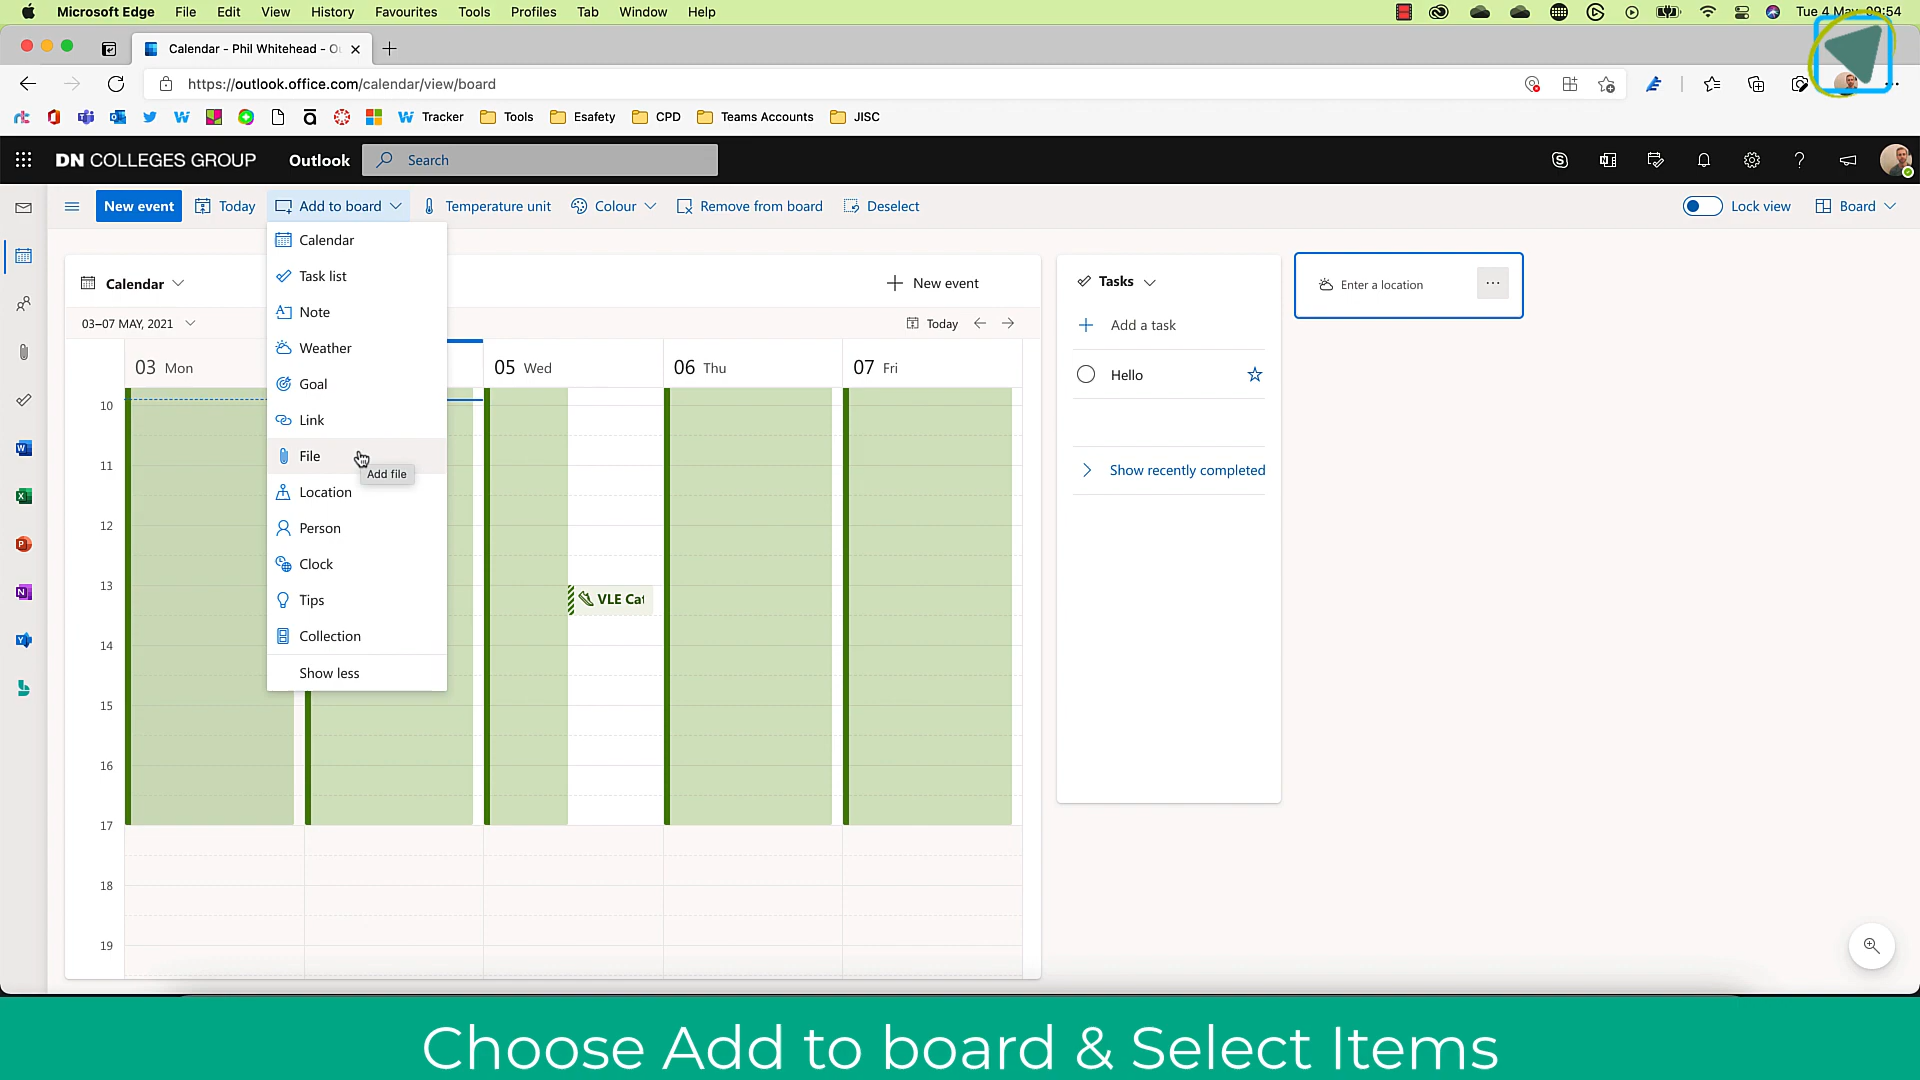 Microsoft Edge File Edit View History Favourites Tools Profiles Tab Window Help
Tue 4 May 09:54
Calendar - Phil Whitehead - O
https://outlook.office.com/calendar/view/board
Tracker Tools Esafety CPD Teams Accounts JISC
DN COLLEGES GROUP Outlook Search
New event Today Add to board Temperature unit Colour Remove from board Deselect Lock view Board
Calendar
Task list
Note
Weather
Goal
Link
File
Add file
Location
Person
Clock
Tips
Collection
Show less
Calendar
New event
03–07 MAY, 2021
Today
03 Mon
05 Wed
06 Thu
07 Fri
10
11
12
13
14
15
16
17
18
19
VLE Cat
Tasks
Add a task
Hello
Show recently completed
Enter a location
Choose Add to board & Select Items